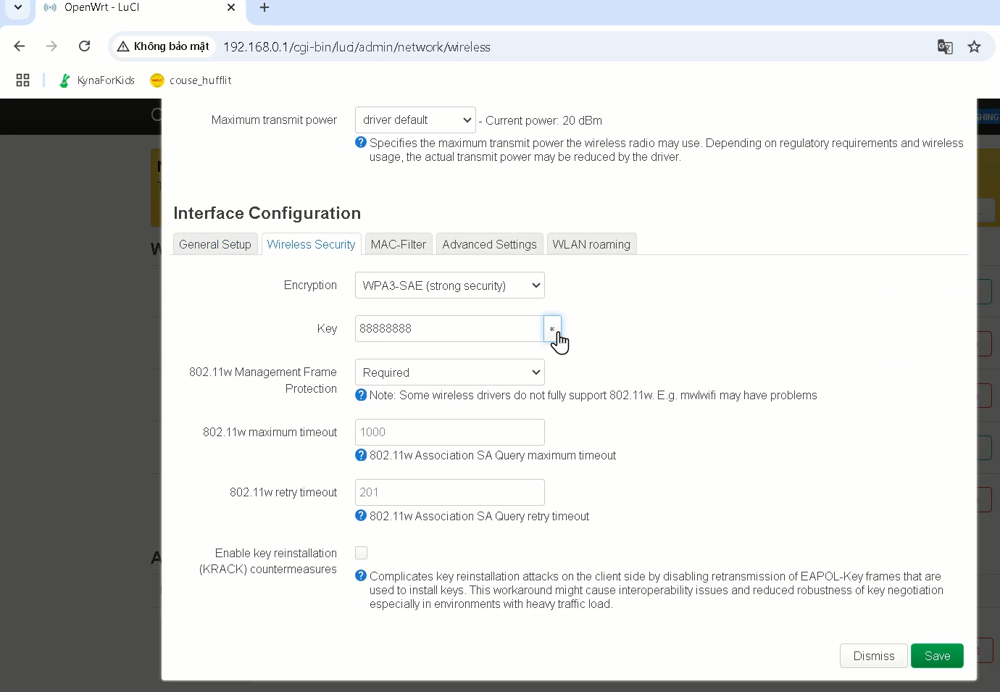 OpenWrt - LuCI
Không bảo mật
192.168.0.1/cgi-bin/luci/admin/network/wireless
KynaForKids
couse_hufflit
Maximum transmit power
driver default
- Current power: 20 dBm
Specifies the maximum transmit power the wireless radio may use. Depending on regulatory requirements and wireless
usage, the actual transmit power may be reduced by the driver.
Interface Configuration
General Setup
Wireless Security
MAC-Filter
Advanced Settings
WLAN roaming
Encryption
WPA3-SAE (strong security)
Key
88888888
*
802.11w Management Frame
Protection
Required
Note: Some wireless drivers do not fully support 802.11w. E.g. mwlwifi may have problems
802.11w maximum timeout
1000
802.11w Association SA Query maximum timeout
802.11w retry timeout
201
802.11w Association SA Query retry timeout
Enable key reinstallation
(KRACK) countermeasures
Complicates key reinstallation attacks on the client side by disabling retransmission of EAPOL-Key frames that are
used to install keys. This workaround might cause interoperability issues and reduced robustness of key negotiation
especially in environments with heavy traffic load.
Dismiss
Save